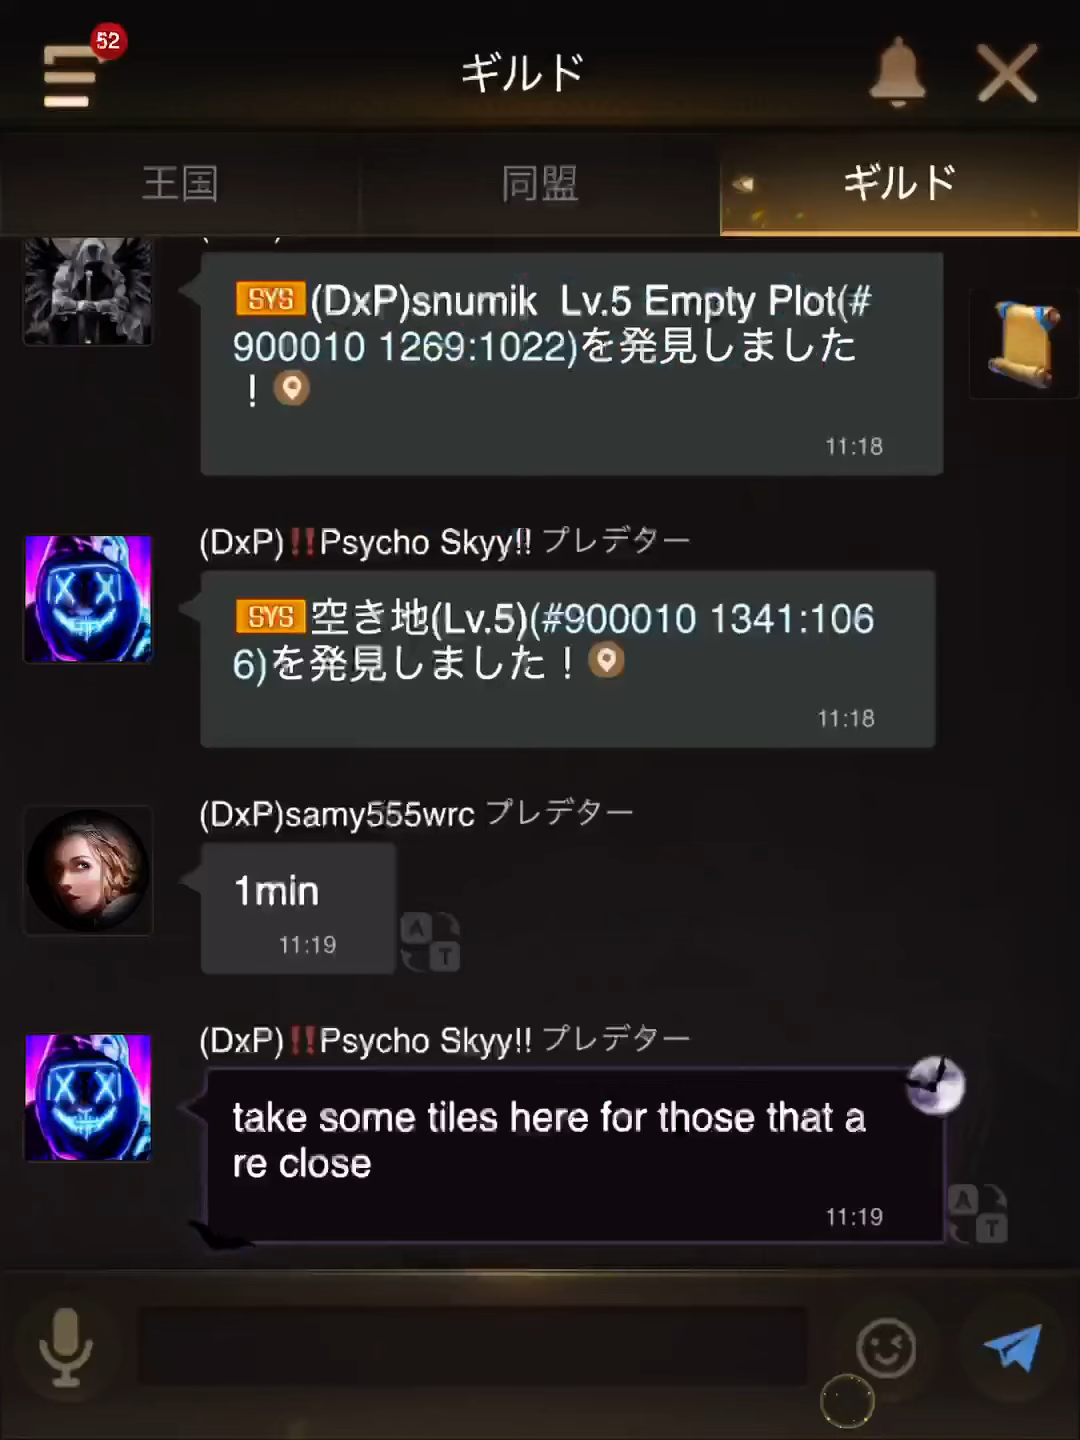 52
ギルド
王国
同盟
ギルド
SYS (DxP)snumik Lv.5 Empty Plot(#
900010 1269:1022)を発見しました
！
11:18
(DxP)‼Psycho Skyy!! プレデター
SYS 空き地(Lv.5)(#900010 1341:106
6)を発見しました！
11:18
(DxP)samy555wrc プレデター
1min
11:19
A
T
(DxP)‼Psycho Skyy!! プレデター
take some tiles here for those that a
re close
11:19
A
T